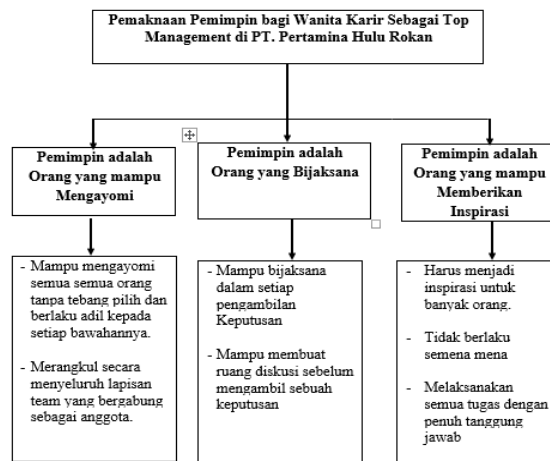 Pemaknaan Pemimpin bagi Wanita Karir Sebagai Top
Management di PT. Pertamina Hulu Rokan
Pemimpin adalah
Orang yang mampu
Mengayomi
Pemimpin adalah
Orang yang Bijaksana
Pemimpin adalah
Orang yang mampu
Memberikan
Inspirasi
- Mampu mengayomi
semua semua orang
tanpa tebang pilih dan
berlaku adil kepada
setiap bawahannya.
- Merangkul secara
menyeluruh lapisan
team yang bergabung
sebagai anggota.
- Mampu bijaksana
dalam setiap
pengambilan
Keputusan
- Mampu membuat
ruang diskusi sebelum
mengambil sebuah
keputusan
- Harus menjadi
inspirasi untuk
banyak orang.
- Tidak berlaku
semena mena
- Melaksanakan
semua tugas dengan
penuh tanggung
jawab